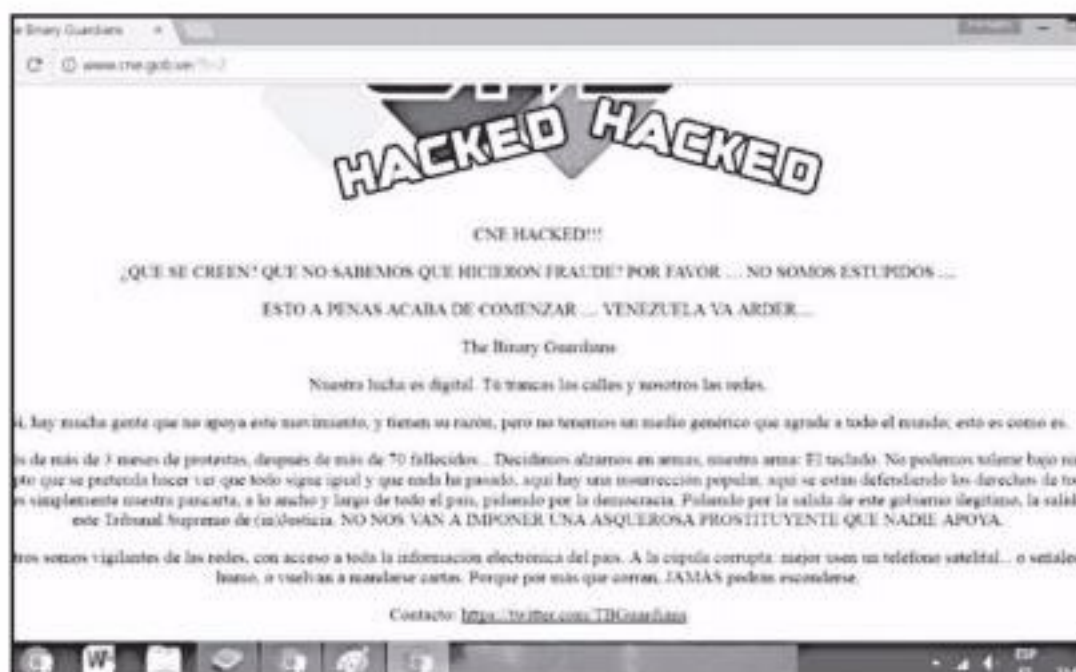 Binary Guardians
www.cne.gob.ve
HACKED HACKED
CNE HACKED!!!
¿QUE SE CREEN? QUE NO SABEMOS QUE HICIERON FRAUDE? POR FAVOR .... NO SOMOS ESTUPIDOS ....
ESTO A PENAS ACABA DE COMENZAR .... VENEZUELA VA ARDER....
The Binary Guardians
Nuestra lucha es digital. Tú trancas las calles y nosotros las redes.
hay mucha gente que no apoya este movimiento, y tienen su razón, pero no tenemos un medio genérico que agrade a todo el mundo; esto es como es.
de más de 3 meses de protestas, después de más de 70 fallecidos... Decidimos alzarnos en armas, nuestra arma: El teclado. No podemos tolerar bajo
que se pretenda hacer ver que todo sigue igual y que nada ha pasado, aquí hay una insurrección popular, aquí se están defendiendo los derechos de
simplemente nuestra pancarta, a lo ancho y largo de todo el país, pidiendo por la democracia. Pidiendo por la salida de este gobierno ilegítimo, la
este Tribunal Supremo de (in)Justicia. NO NOS VAN A IMPONER UNA ASQUEROSA PROSTITUYENTE QUE NADIE APOYA.
somos vigilantes de las redes, con acceso a toda la información electrónica del país. A la cúpula corrupta: mejor usen un teléfono satelital... o
humo, o vuelvan a mandarse cartas. Porque por más que corran, JAMÁS podrán esconderse.
Contacto: https://twitter.com/TBGuardians
W
ESP